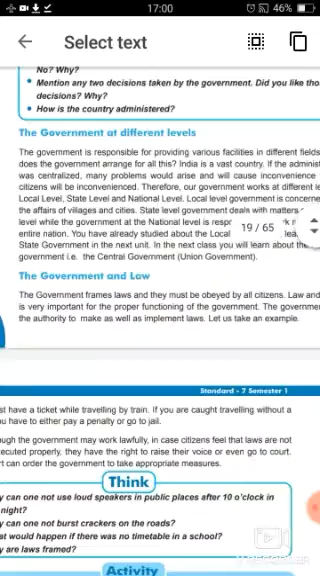 17:00
46%
Select text
No? Why?
Mention any two decisions taken by the government. Did you like tho
decisions? Why?
How is the country administered?
The Government at different levels
The government is responsible for providing various facilities in different fields
does the government arrange for all this? India is a vast country. If the administ
was centralized, many problems would arise and will cause inconvenience
citizens will be inconvenienced. Therefore, our government works at different le
Local Level, State Level and National Level. Local level government is concerne
the affairs of villages and cities. State level government deals with matters
level while the government at the National level is respr
entire nation. You have already studied about the Local lea
19 / 65
State Government in the next unit. In the next class you will learn about the
government i.e. the Central Government (Union Government).
The Government and Law
The Government frames laws and they must be obeyed by all citizens. Law and
is very important for the proper functioning of the government. The governmer
the authority to make as well as implement laws. Let us take an example.
Standard - 7 Semester 1
st have a ticket while travelling by train. If you are caught travelling without a
ou have to either pay a penalty or go to jail.
ough the government may work lawfully, in case citizens feel that laws are not
xecuted properly, they have the right to raise their voice or even go to court.
rt can order the government to take appropriate measures.
Think
y can one not use loud speakers in public places after 10 o'clock in
night?
y can one not burst crackers on the roads?
at would happen if there was no timetable in a school?
y are laws framed?
Activity